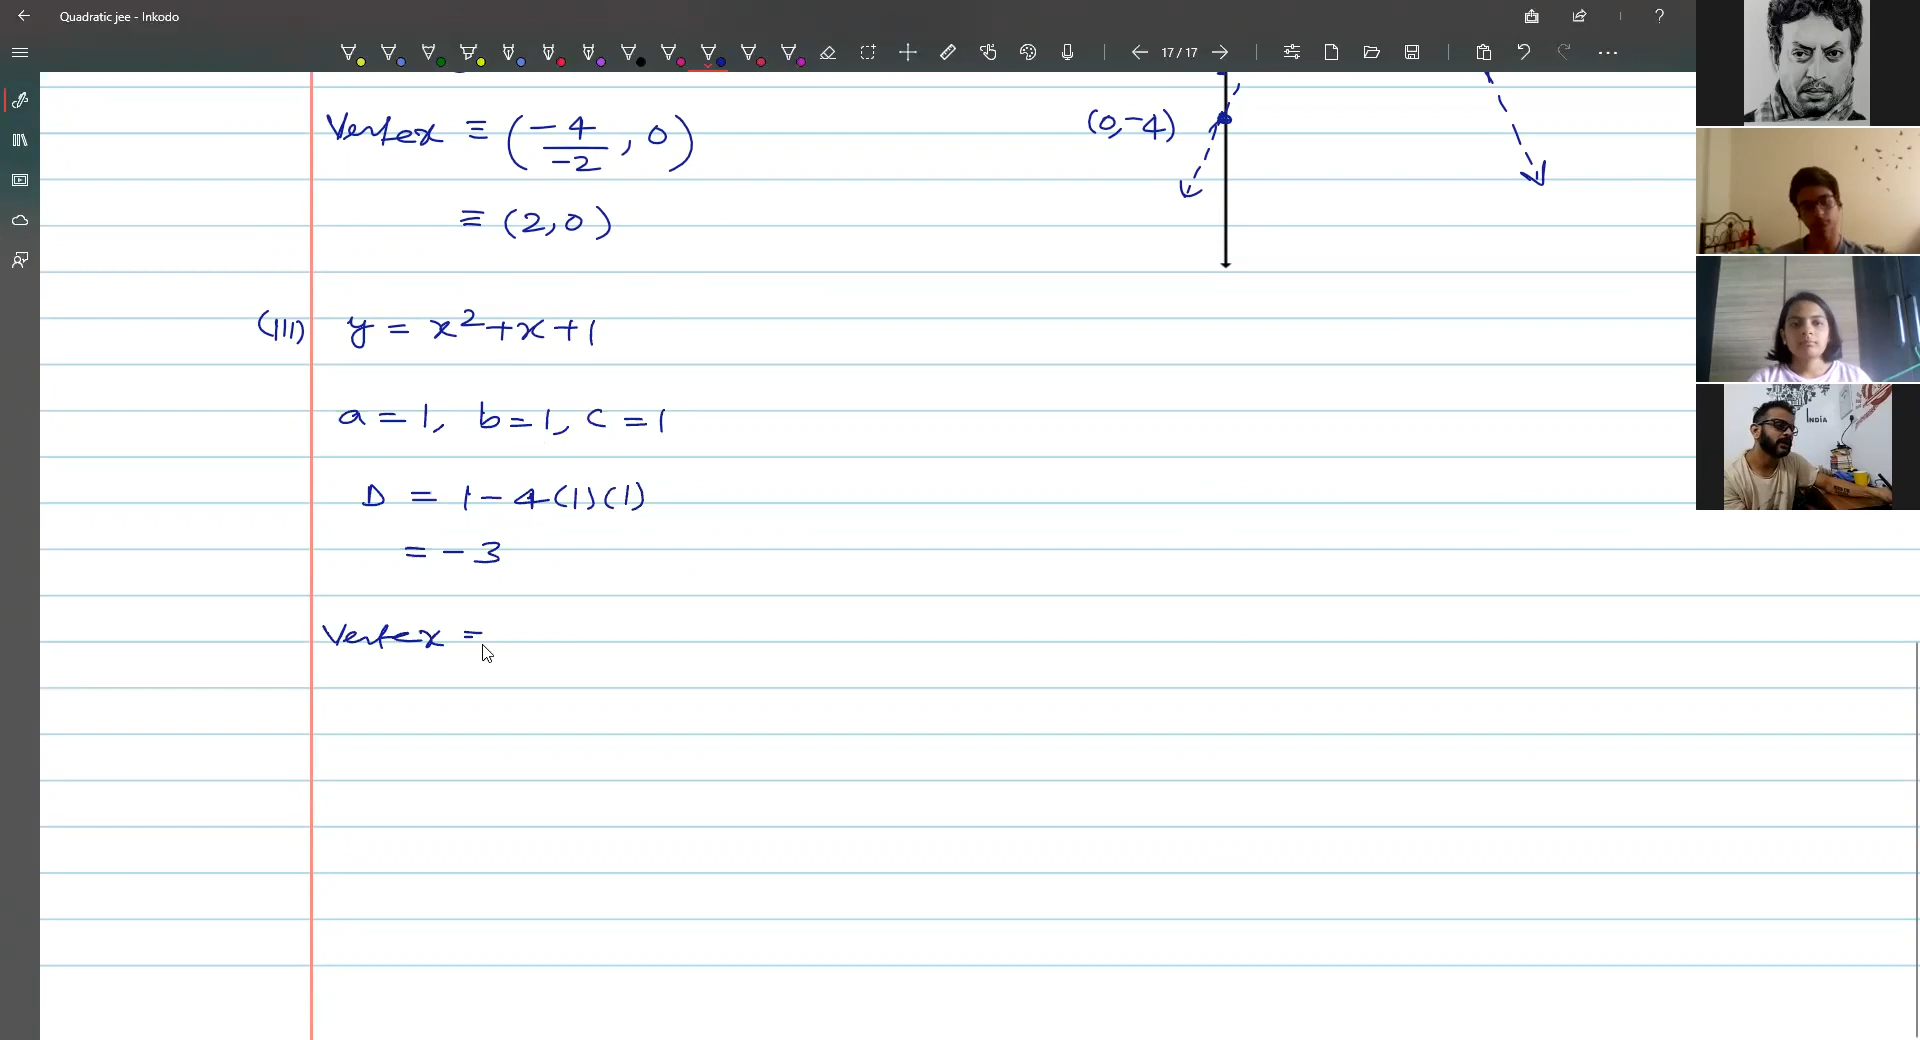 Quadratic jee - Inkodo
17 / 17
Vertex ≡ (-4/-2, 0)
≡ (2,0)
(0,-4)
(III) y = x²+x+1
a = 1, b = 1, c = 1
D = 1-4(1)(1)
= -3
Vertex =
INDIA